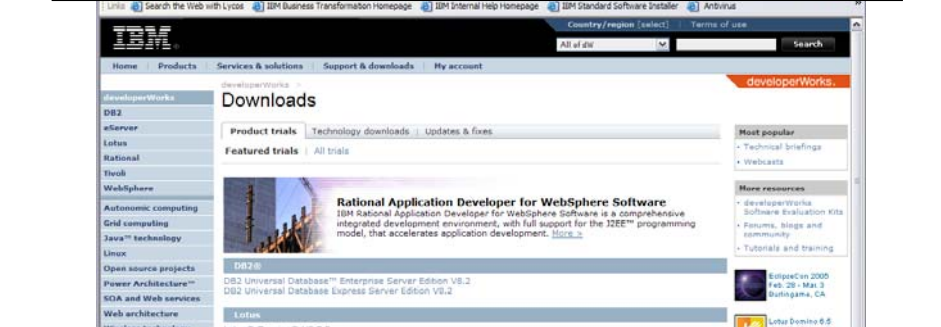 Links Search the Web with Lycos IBM Business Transformation Homepage IBM Internal Help Homepage IBM Standard Software Installer Antivirus »
Country/region [select] | Terms of use
IBM.
All of dW
Search
Home | Products | Services & solutions | Support & downloads | My account
developerWorks.
developerWorks >
Downloads
developerWorks
DB2
eServer
Lotus
Rational
Tivoli
WebSphere
Autonomic computing
Grid computing
Java™ technology
Linux
Open source projects
Power Architecture™
SOA and Web services
Web architecture
Product trials | Technology downloads | Updates & fixes
Featured trials | All trials
Rational Application Developer for WebSphere Software
IBM Rational Application Developer for WebSphere Software is a comprehensive
integrated development environment, with full support for the J2EE™ programming
model, that accelerates application development. More >
DB2®
DB2 Universal Database™ Enterprise Server Edition V8.2
DB2 Universal Database Express Server Edition V8.2
Lotus
Most popular
Technical briefings
Webcasts
More resources
developerWorks
Software Evaluation Kits
Forums, blogs and
community
Tutorials and training
EclipseCon 2005
Feb. 28 - Mar. 3
Burlingame, CA
Lotus Domino 6.5